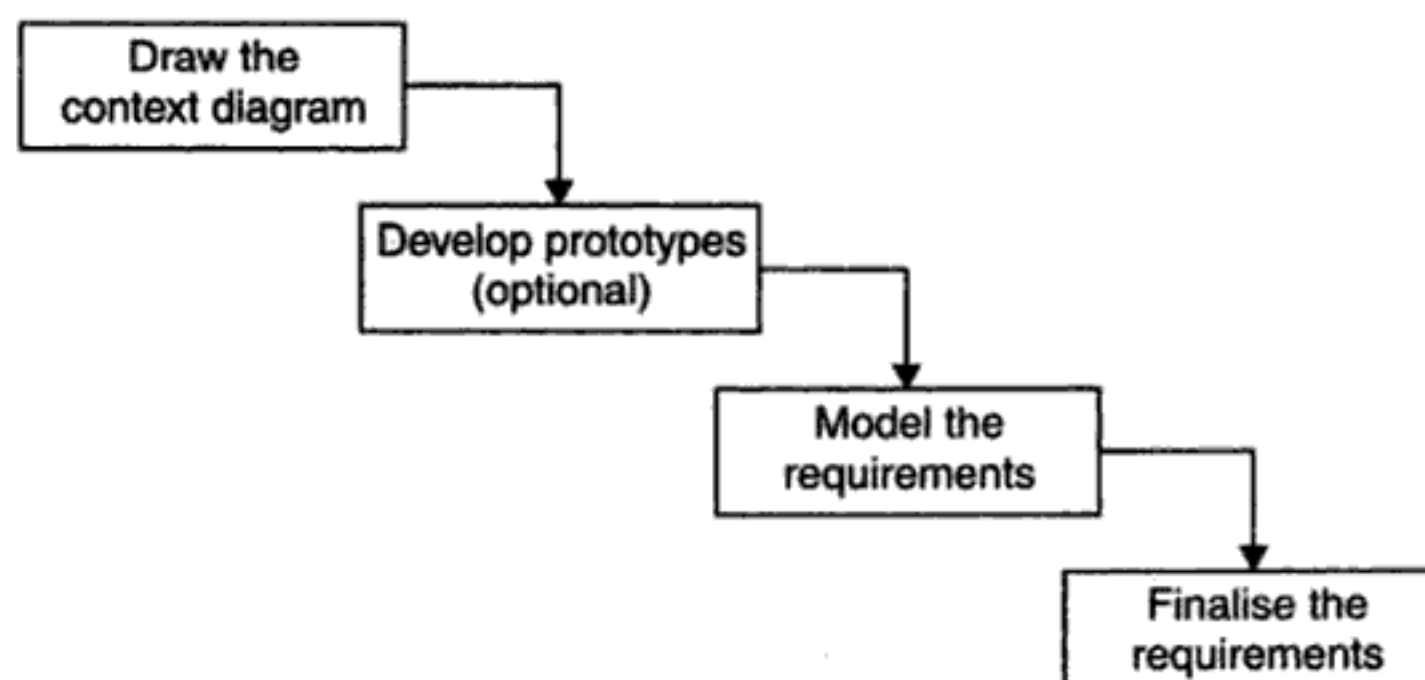 Draw the
context diagram
Develop prototypes
(optional)
Model the
requirements
Finalise the
requirements